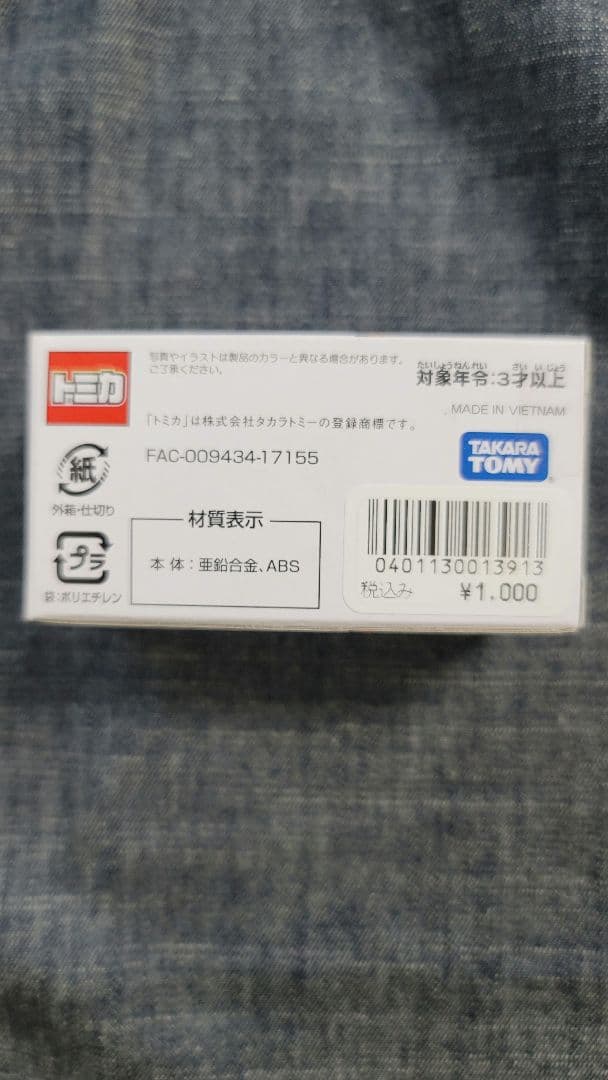 トミカ
写真やイラストは製品のカラーと異なる場合があります。
ご了承ください。
たいしょうねんれい さい いじょう
対象年令:3才以上
MADE IN VIETNAM
「トミカ」は株式会社タカラトミーの登録商標です。
FAC-009434-17155
TAKARA
TOMY
紙
外箱・仕切り
プラ
袋:ポリエチレン
材質表示
本体:亜鉛合金、ABS
0401130013913
税込み ¥1.000